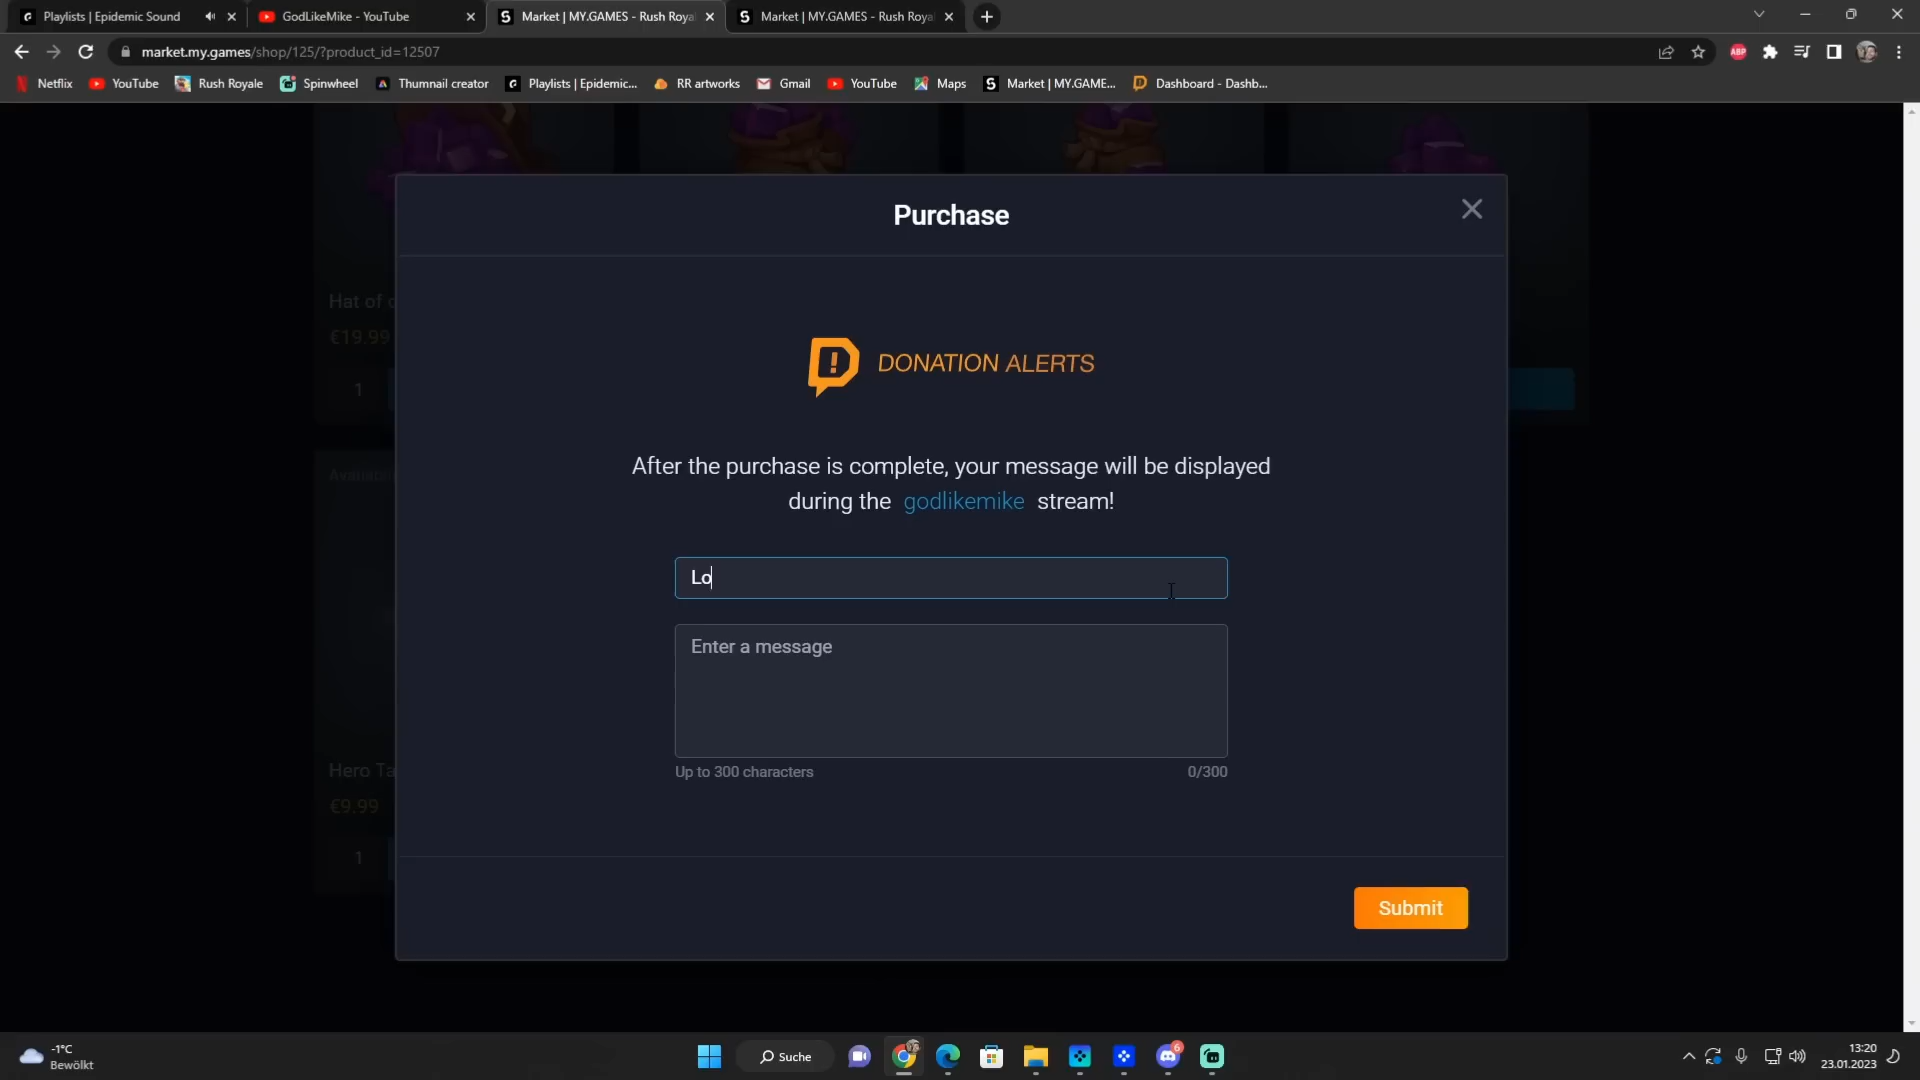 Playlists | Epidemic Sound
GodLikeMike - YouTube
Market | MY.GAMES - Rush Roya
Market | MY.GAMES - Rush Roya
market.my.games/shop/125/?product_id=12507
ABP
Netflix
YouTube
Rush Royale
Spinwheel
Thumnail creator
Playlists | Epidemic...
RR artworks
Gmail
YouTube
Maps
Market | MY.GAME...
Dashboard - Dashb...
Purchase
Hat of
€19.99
1
DONATION ALERTS
After the purchase is complete, your message will be displayed
during the godlikemike stream!
Lo
Enter a message
Up to 300 characters
0/300
Hero Ta
€9.99
1
Submit
-1°C
Bewölkt
Suche
6
13:20
23.01.2023